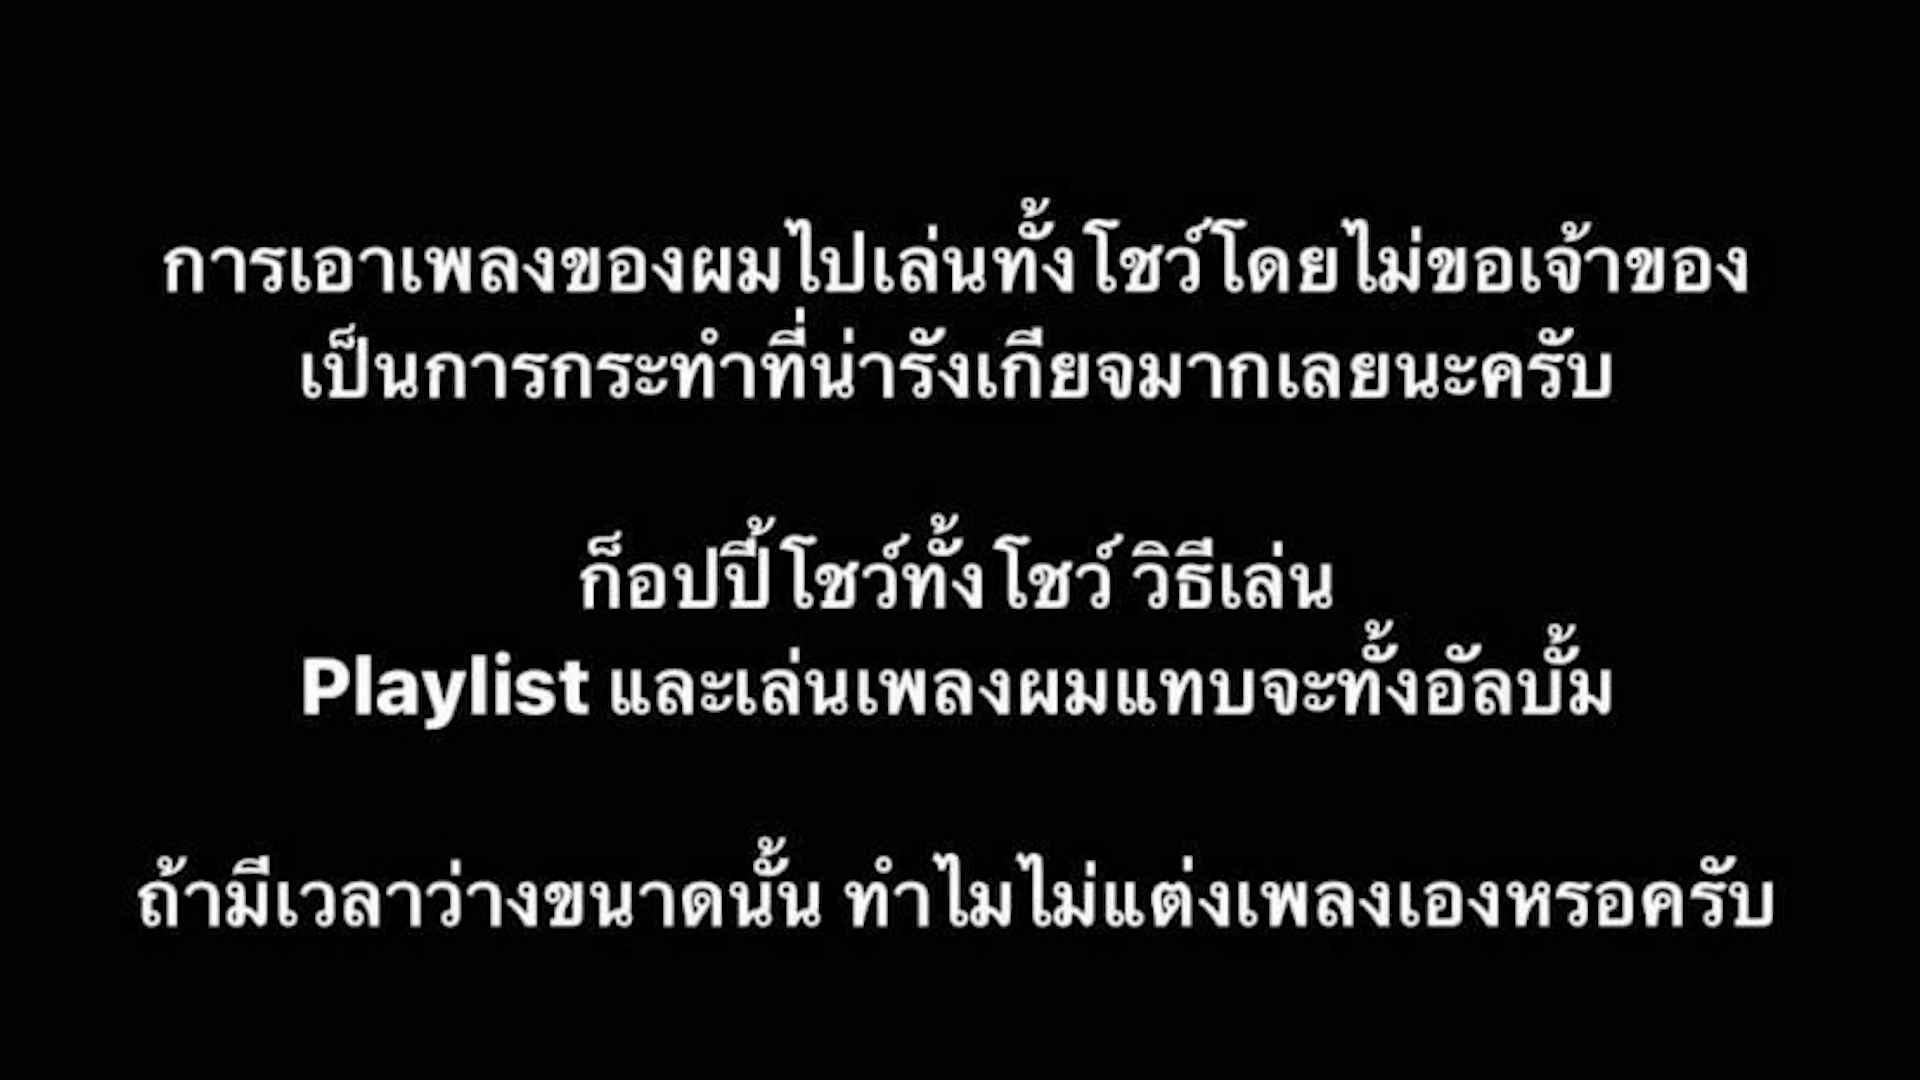 การเอาเพลงของผมไปเล่นทั้งโชว์โดยไม่ขอเจ้าของ
เป็นการกระทำที่น่ารังเกียจมากเลยนะครับ
ก็อปปี้โชว์ทั้งโชว์ วิธีเล่น
Playlist และเล่นเพลงผมแทบจะทั้งอัลบั้ม
ถ้ามีเวลาว่างขนาดนั้น ทำไมไม่แต่งเพลงเองหรอครับ